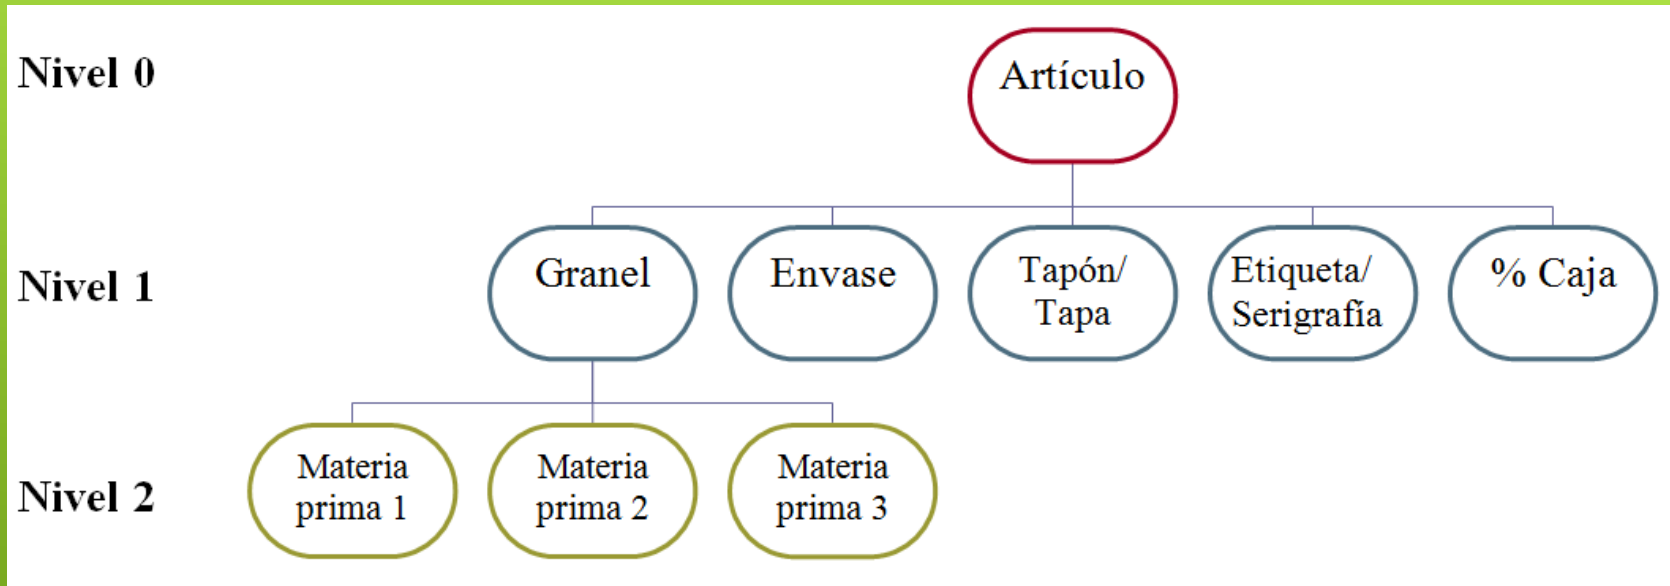 Nivel 0
Artículo
Nivel 1
Granel
Envase
Tapón/
Tapa
Etiqueta/
Serigrafía
% Caja
Nivel 2
Materia
prima 1
Materia
prima 2
Materia
prima 3